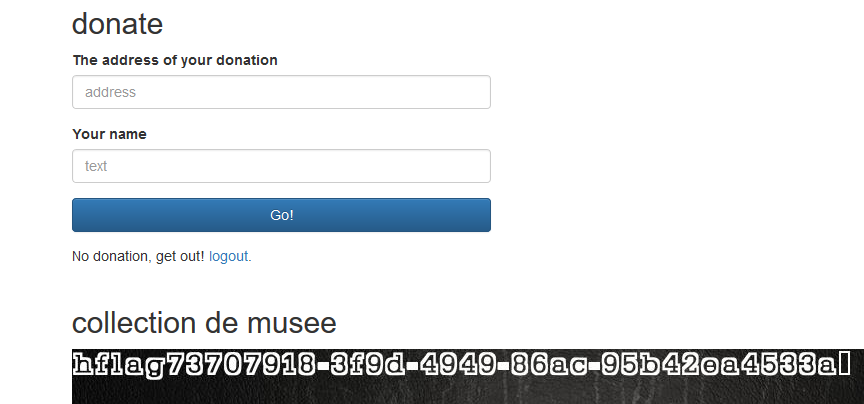 donate
The address of your donation
address
Your name
text
Go!
No donation, get out! logout.
collection de musee
hflag73707918-3f9d-4949-86ac-95b42ea4533a